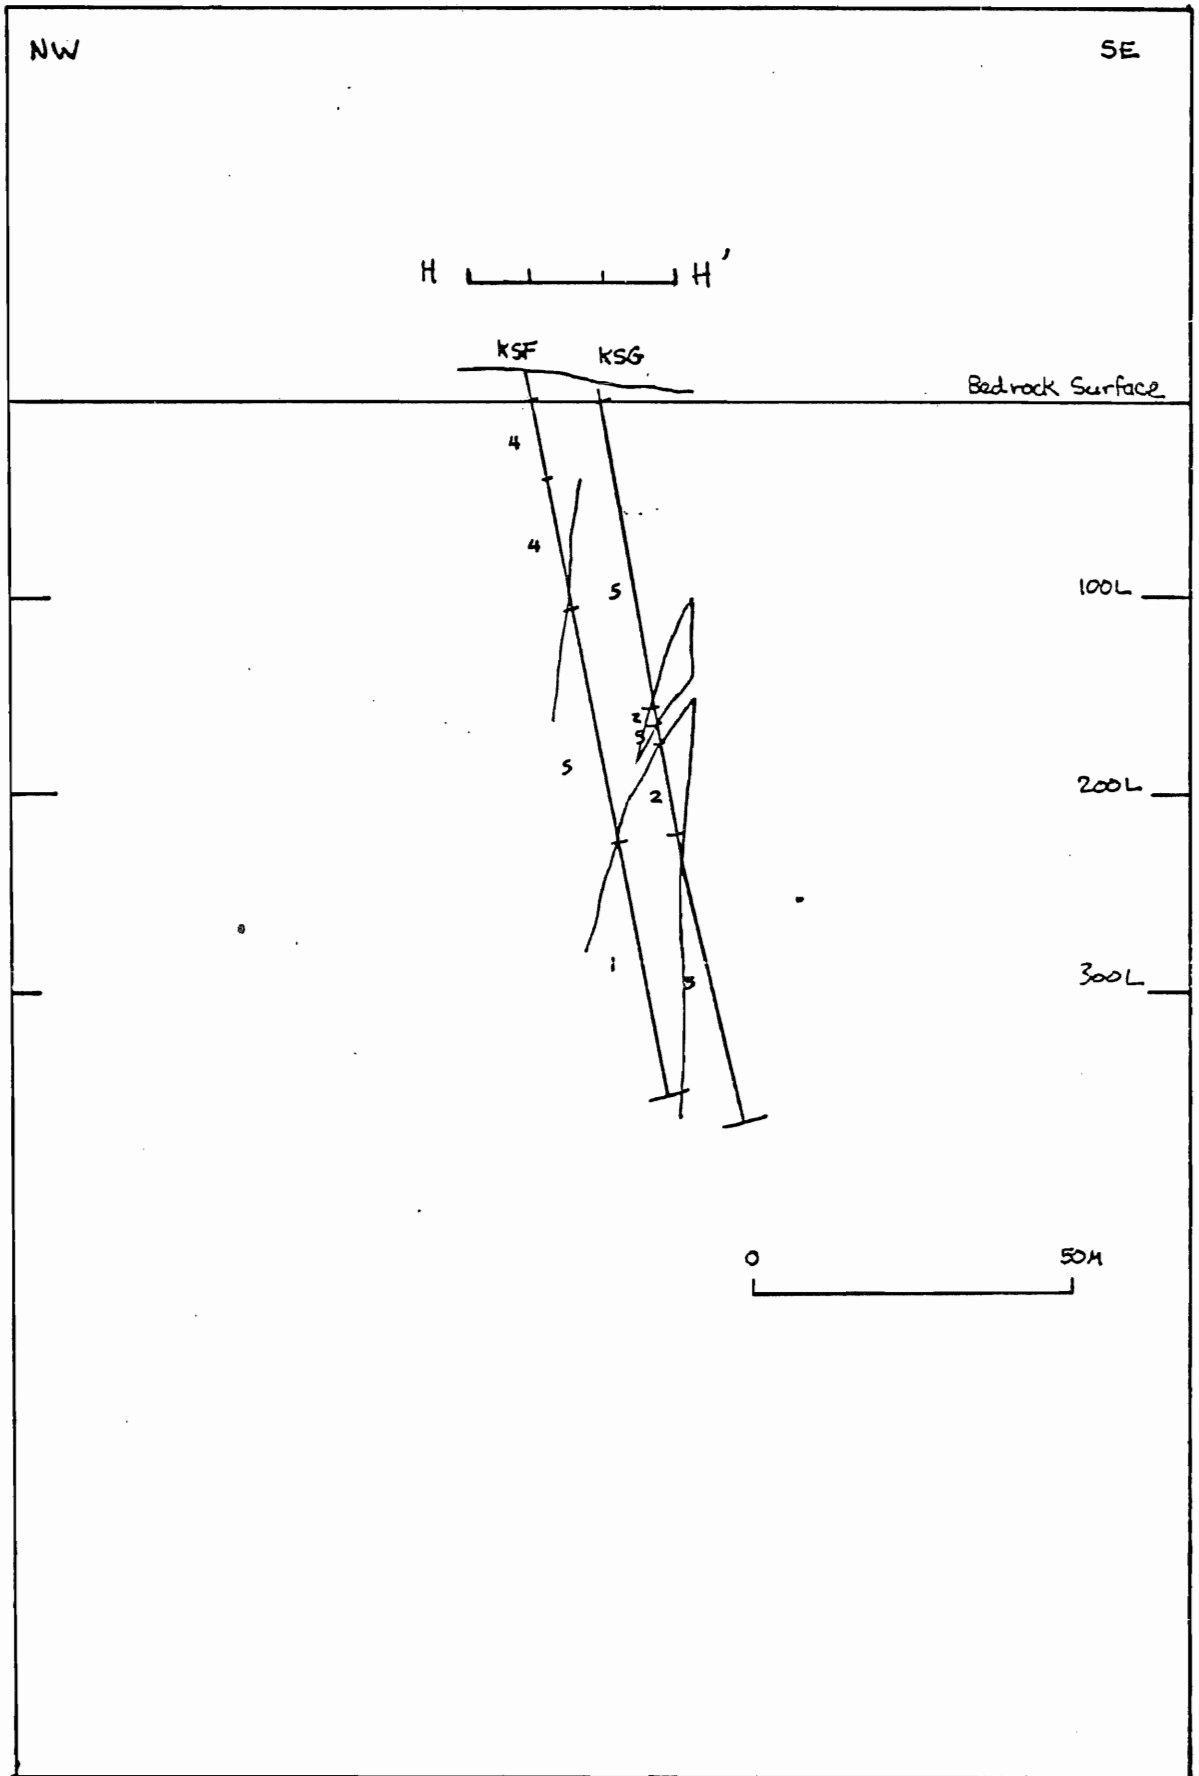 NW SE
H H'
KSF KSG
Bedrock Surface
4
4
5 100L
2
5
5 2 200L
1 3 300L
0 50M